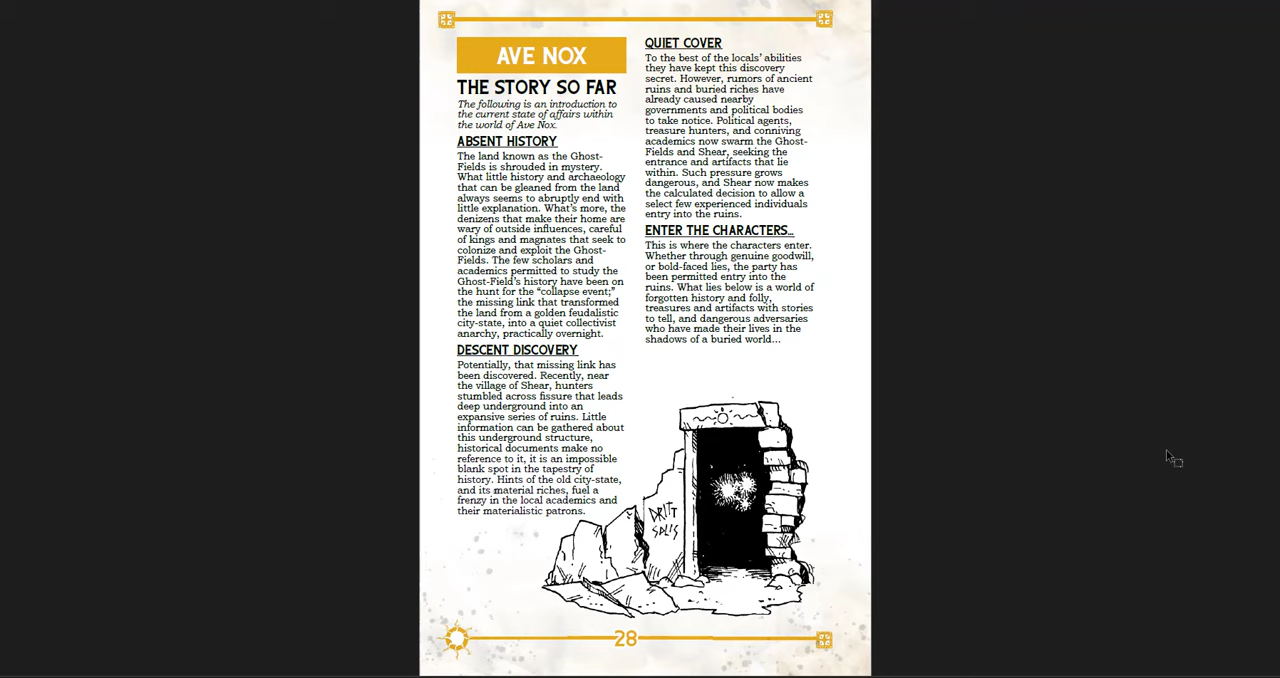 AVE NOX
THE STORY SO FAR
The following is an introduction to
the current state of affairs within
the world of Ave Nox.
ABSENT HISTORY
The land known as the Ghost-
Fields is shrouded in mystery.
What little history and archaeology
that can be gleaned from the land
always seems to abruptly end with
little explanation. What's more, the
denizens that make their home are
wary of outside influences, careful
of kings and magnates that seek to
colonize and exploit the Ghost-
Fields. The few scholars and
academics permitted to study the
Ghost-Field's history have been on
the hunt for the “collapse event;”
the missing link that transformed
the land from a golden feudalistic
city-state, into a quiet collectivist
anarchy, practically overnight.
DESCENT DISCOVERY
Potentially, that missing link has
been discovered. Recently, near
the village of Shear, hunters
stumbled across fissure that leads
deep underground into an
expansive series of ruins. Little
information can be gathered about
this underground structure,
historical documents make no
reference to it, it is an impossible
blank spot in the tapestry of
history. Hints of the old city-state,
and its material riches, fuel a
frenzy in the local academics and
their materialistic patrons.
QUIET COVER
To the best of the locals' abilities
they have kept this discovery
secret. However, rumors of ancient
ruins and buried riches have
already caused nearby
governments and political bodies
to take notice. Political agents,
treasure hunters, and conniving
academics now swarm the Ghost-
Fields and Shear, seeking the
entrance and artifacts that lie
within. Such pressure grows
dangerous, and Shear now makes
the calculated decision to allow a
select few experienced individuals
entry into the ruins.
ENTER THE CHARACTERS...
This is where the characters enter.
Whether through genuine goodwill,
or bold-faced lies, the party has
been permitted entry into the
ruins. What lies below is a world of
forgotten history and folly,
treasures and artifacts with stories
to tell, and dangerous adversaries
who have made their lives in the
shadows of a buried world...
28